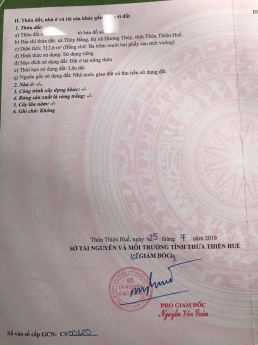 II. Thửa đất, nhà ở và tài sản khác gắn liền với đất
1. Thửa đất:
a) Thửa đất số: tờ bản đồ
b) Địa chỉ thửa đất: xã Thủy Bằng, thị xã Hương Thủy, tỉnh Thừa Thiên Huế,
c) Diện tích: 312,6 m² (Bằng chữ: Ba trăm mười hai phẩy sáu mét vuông)
d) Hình thức sử dụng: Sử dụng riêng
đ) Mục đích sử dụng đất: Đất ở tại nông thôn
e) Thời hạn sử dụng: Lâu dài
g) Nguồn gốc sử dụng đất: Nhà nước giao đất có thu tiền sử dụng đất
2. Nhà ở: -/-
3. Công trình xây dựng khác: -/-
4. Rừng sản xuất là rừng trồng: -/-
5. Cây lâu năm: -/-
6. Ghi chú: Không
Thừa Thiên Huế, ngày 25 tháng 7 năm 2019
SỞ TÀI NGUYÊN VÀ MÔI TRƯỜNG TỈNH THỪA THIÊN HUẾ
GIÁM ĐỐC
PHÓ GIÁM ĐỐC
Nguyễn Văn
Số vào sổ cấp GCN: CS